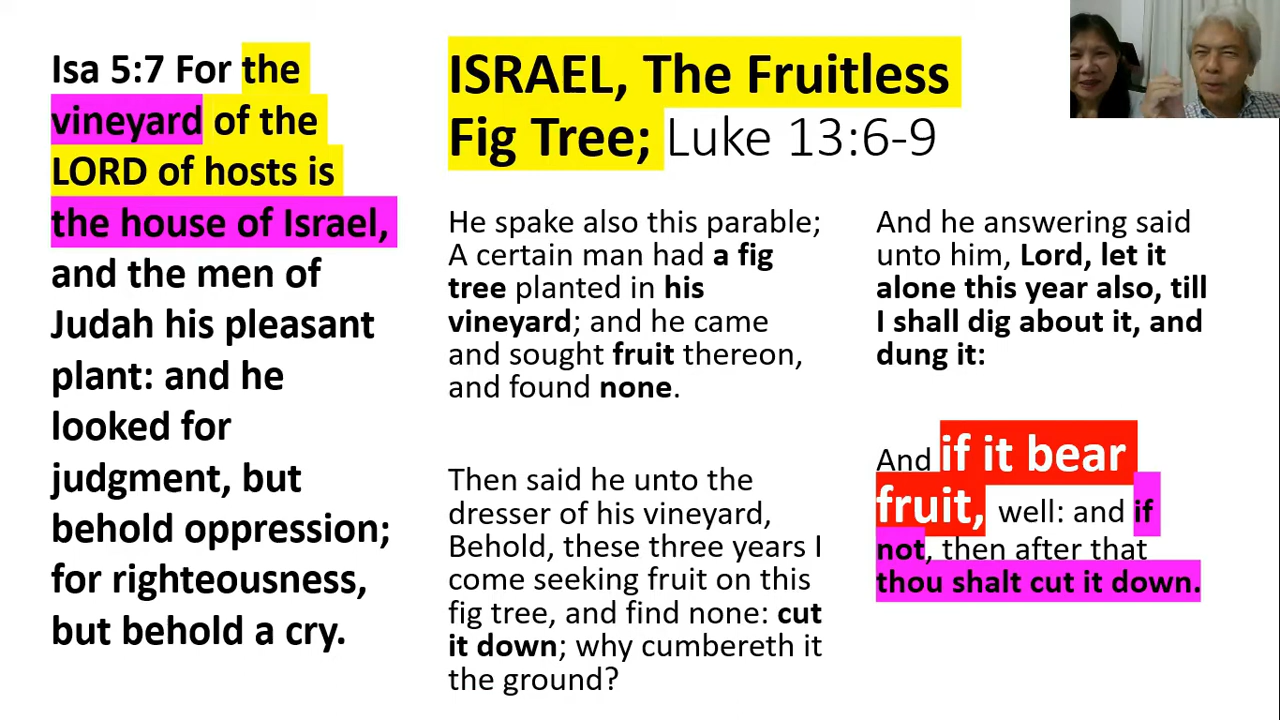 Isa 5:7 For the
vineyard of the
LORD of hosts is
the house of Israel,
and the men of
Judah his pleasant
plant: and he
looked for
judgment, but
behold oppression;
for righteousness,
but behold a cry.
ISRAEL, The Fruitless
Fig Tree; Luke 13:6-9
He spake also this parable;
A certain man had a fig
tree planted in his
vineyard; and he came
and sought fruit thereon,
and found none.
Then said he unto the
dresser of his vineyard,
Behold, these three years I
come seeking fruit on this
fig tree, and find none: cut
it down; why cumbereth it
the ground?
And he answering said
unto him, Lord, let it
alone this year also, till
I shall dig about it, and
dung it:
And if it bear
fruit, well: and if
not, then after that
thou shalt cut it down.